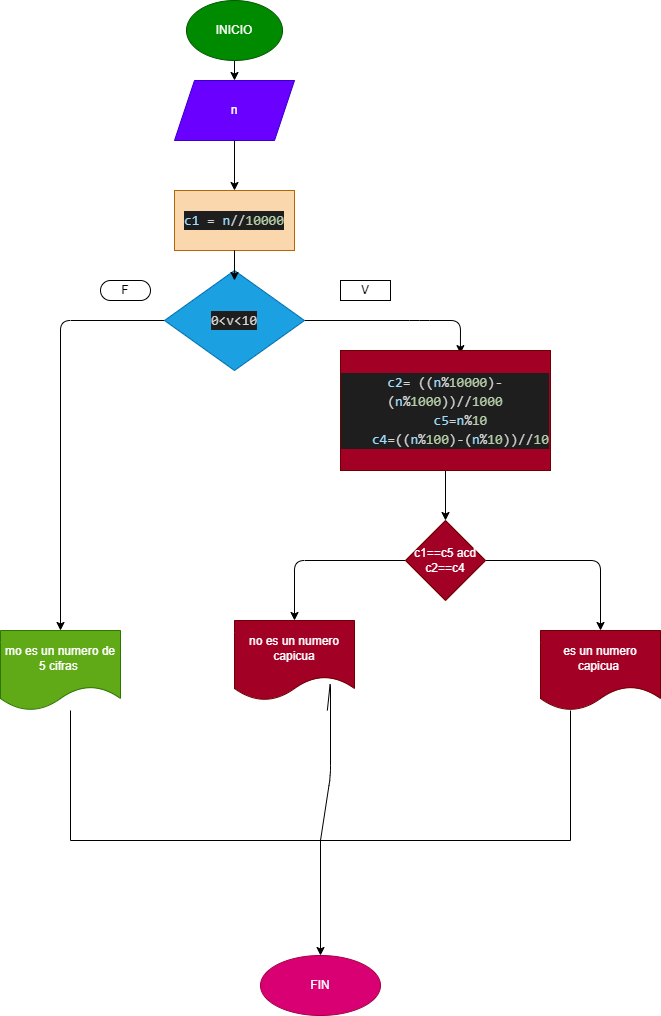 INICIO
n
c1 = n//10000
F
V
0<v<10
c2= ((n%10000)-
(n%1000))//1000
c5=n%10
c4=((n%100)-(n%10))//10
c1==c5 acd
c2==c4
mo es un numero de
5 cifras
no es un numero
capicua
es un numero
capicua
FIN